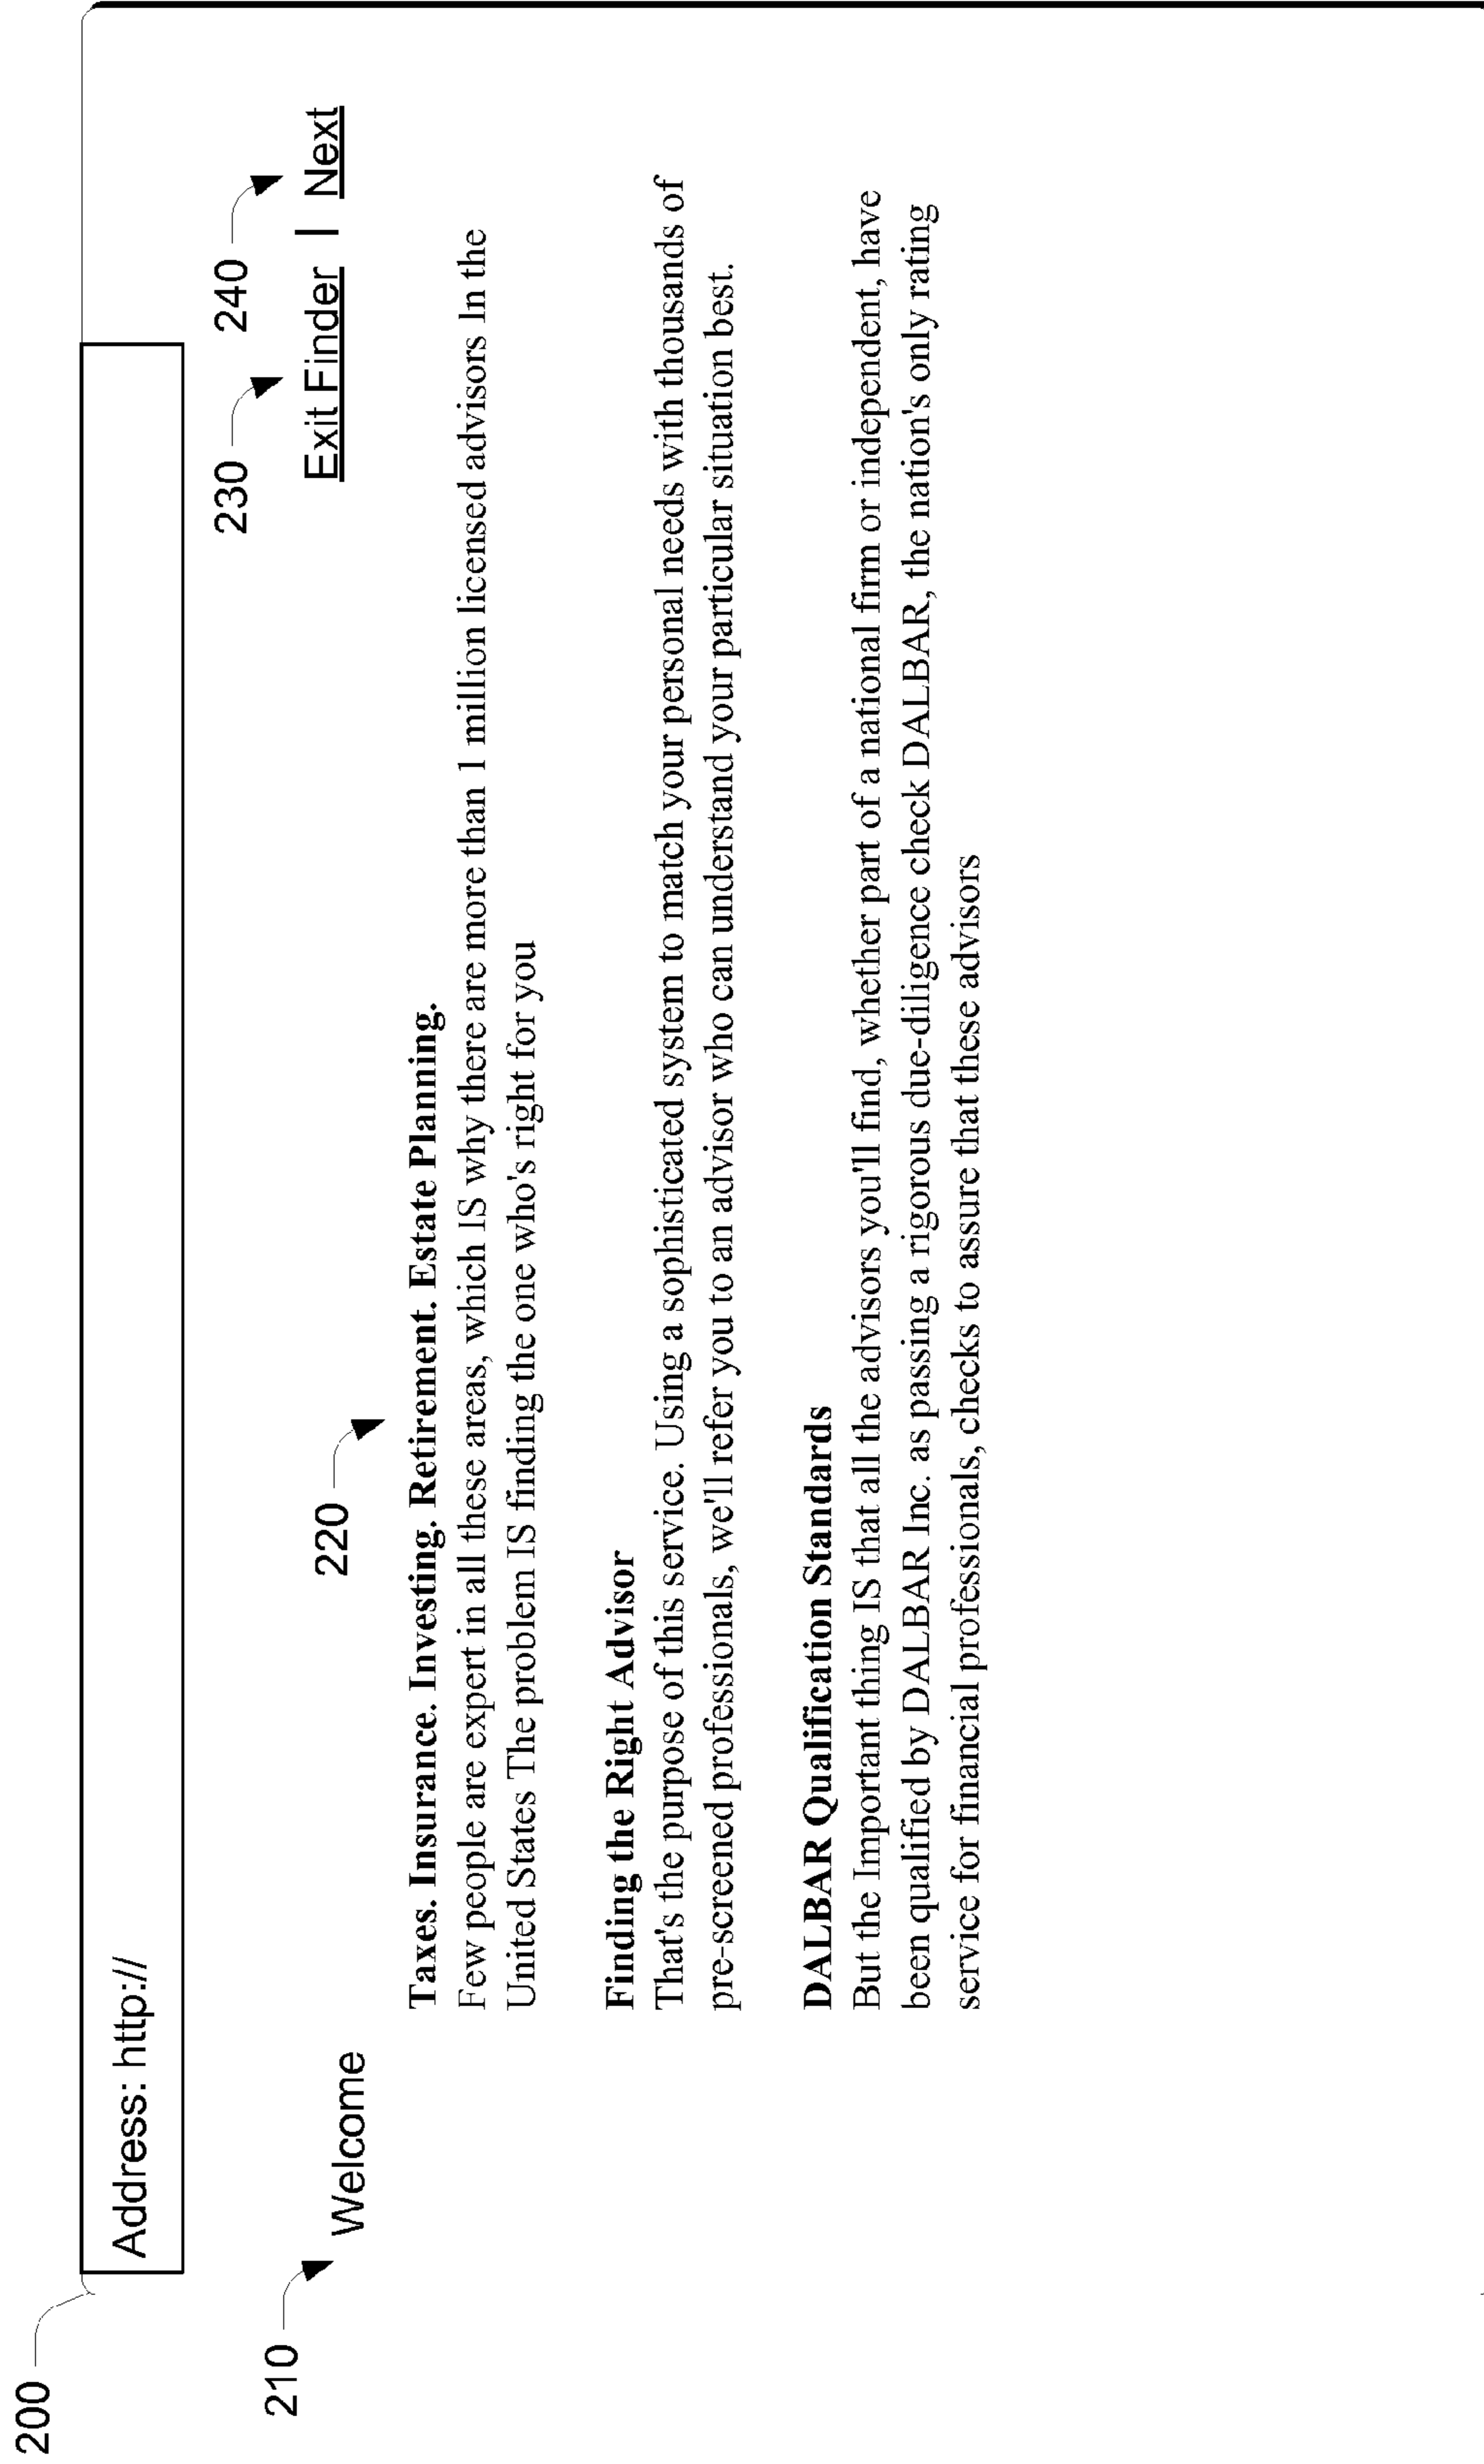 200
Address: http://
230
240
Exit Finder | Next
210
Welcome
220
Taxes. Insurance. Investing. Retirement. Estate Planning.
Few people are expert in all these areas, which IS why there are more than 1 million licensed advisors In the
United States The problem IS finding the one who's right for you
Finding the Right Advisor
That's the purpose of this service. Using a sophisticated system to match your personal needs with thousands of
pre-screened professionals, we'll refer you to an advisor who can understand your particular situation best.
DALBAR Qualification Standards
But the Important thing IS that all the advisors you'll find, whether part of a national firm or independent, have
been qualified by DALBAR Inc. as passing a rigorous due-diligence check DALBAR, the nation's only rating
service for financial professionals, checks to assure that these advisors